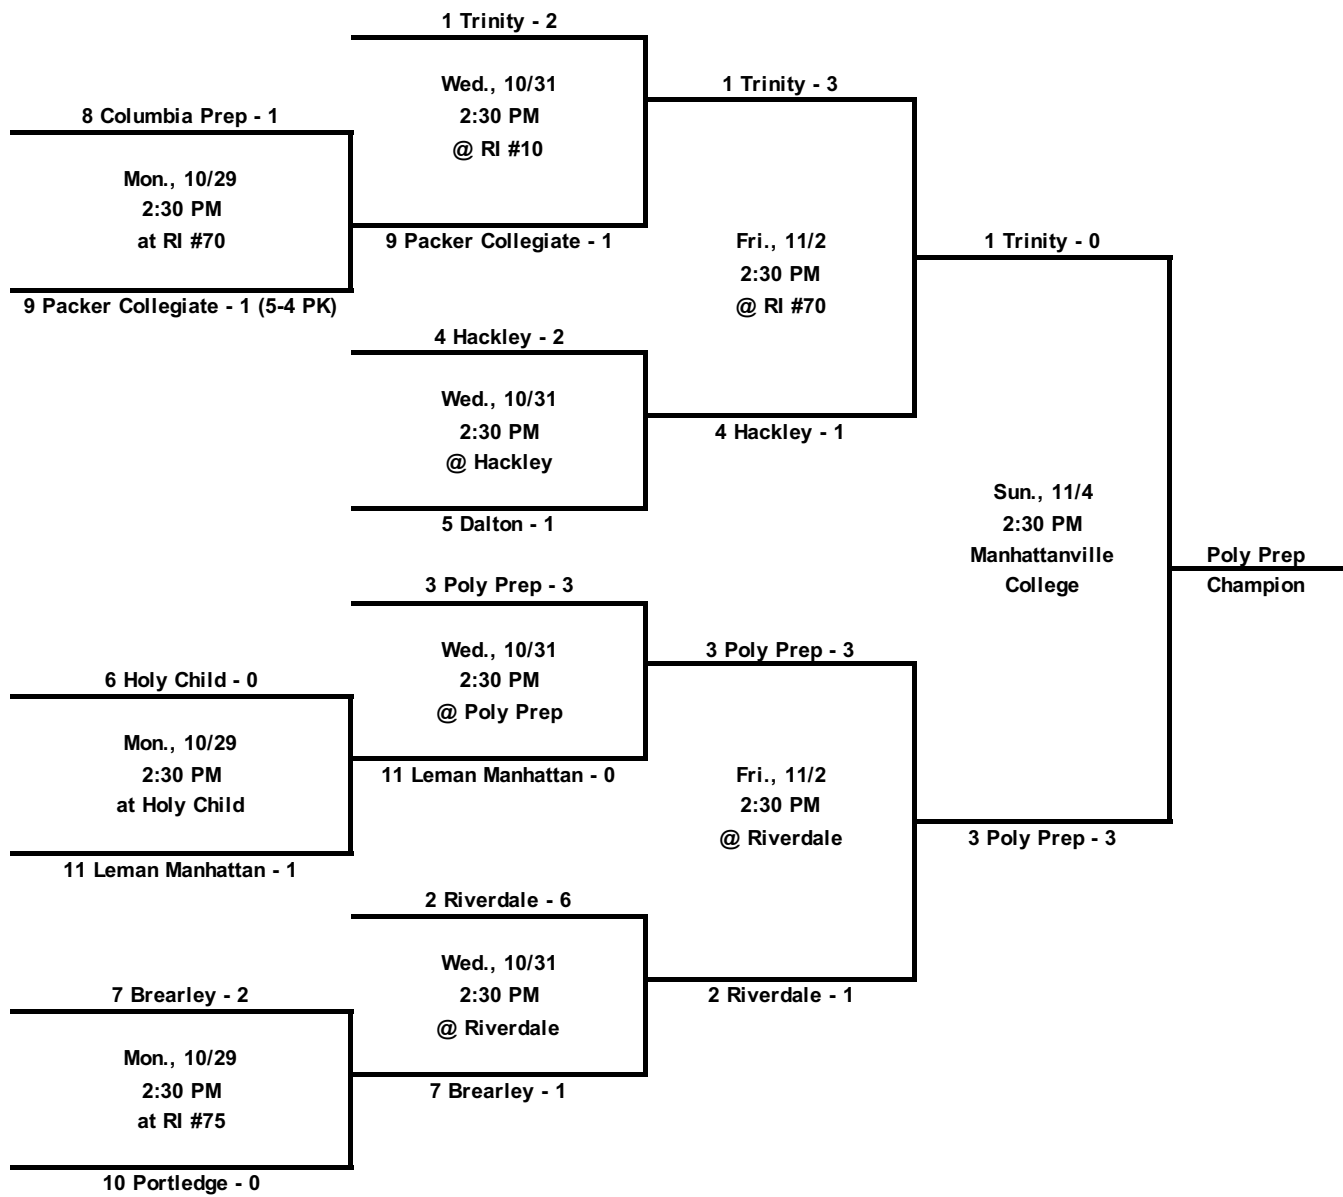 1 Trinity - 2
Wed., 10/31
2:30 PM
@ RI #10
9 Packer Collegiate - 1
8 Columbia Prep - 1
Mon., 10/29
2:30 PM
at RI #70
9 Packer Collegiate - 1 (5-4 PK)
1 Trinity - 3
Fri., 11/2
2:30 PM
@ RI #70
4 Hackley - 1
4 Hackley - 2
Wed., 10/31
2:30 PM
@ Hackley
5 Dalton - 1
1 Trinity - 0
Sun., 11/4
2:30 PM
Manhattanville
College
3 Poly Prep - 3
Poly Prep
Champion
3 Poly Prep - 3
Wed., 10/31
2:30 PM
@ Poly Prep
11 Leman Manhattan - 0
6 Holy Child - 0
Mon., 10/29
2:30 PM
at Holy Child
11 Leman Manhattan - 1
3 Poly Prep - 3
Fri., 11/2
2:30 PM
@ Riverdale
2 Riverdale - 1
2 Riverdale - 6
Wed., 10/31
2:30 PM
@ Riverdale
7 Brearley - 1
7 Brearley - 2
Mon., 10/29
2:30 PM
at RI #75
10 Portledge - 0